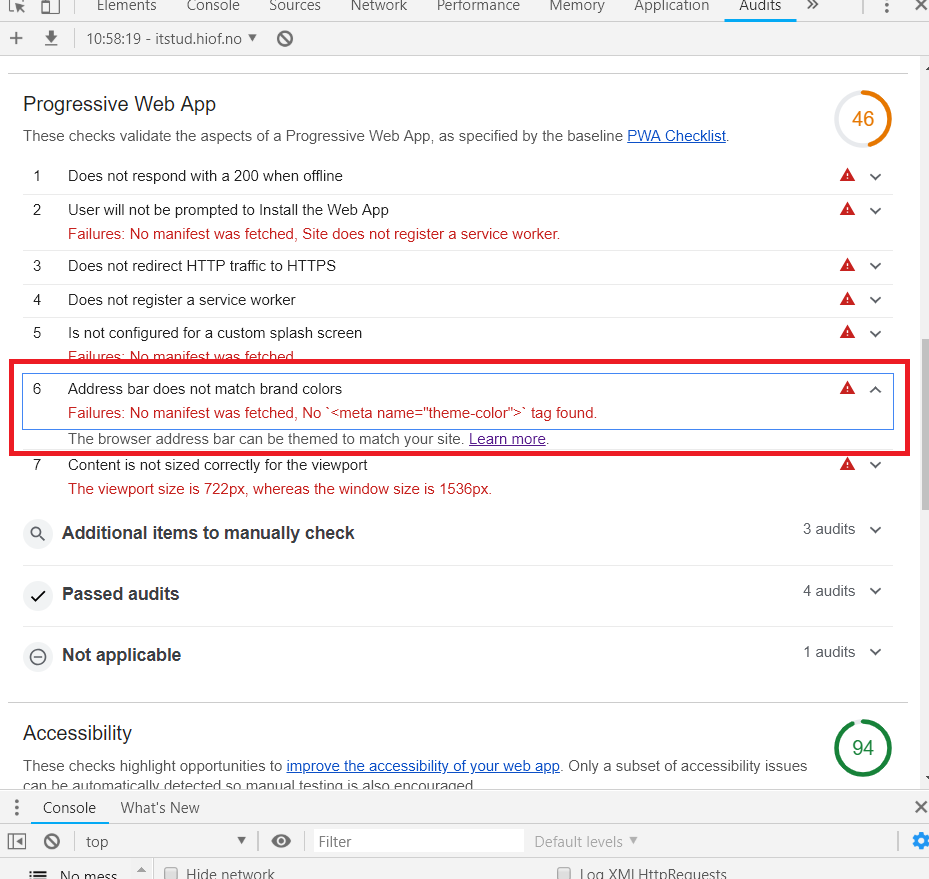 Elements Console Sources Network Performance Memory Application Audits »
10:58:19 - itstud.hiof.no
Progressive Web App
46
These checks validate the aspects of a Progressive Web App, as specified by the baseline PWA Checklist.
1 Does not respond with a 200 when offline
2 User will not be prompted to Install the Web App
Failures: No manifest was fetched, Site does not register a service worker.
3 Does not redirect HTTP traffic to HTTPS
4 Does not register a service worker
5 Is not configured for a custom splash screen
Failures: No manifest was fetched
6 Address bar does not match brand colors
Failures: No manifest was fetched, No `<meta name="theme-color">` tag found.
The browser address bar can be themed to match your site. Learn more.
7 Content is not sized correctly for the viewport
The viewport size is 722px, whereas the window size is 1536px.
Additional items to manually check 3 audits
Passed audits 4 audits
Not applicable 1 audits
Accessibility
94
These checks highlight opportunities to improve the accessibility of your web app. Only a subset of accessibility issues
can be automatically detected so manual testing is also encouraged.
Console What's New
top Filter Default levels
No mess Hide network Log XMLHttpRequests